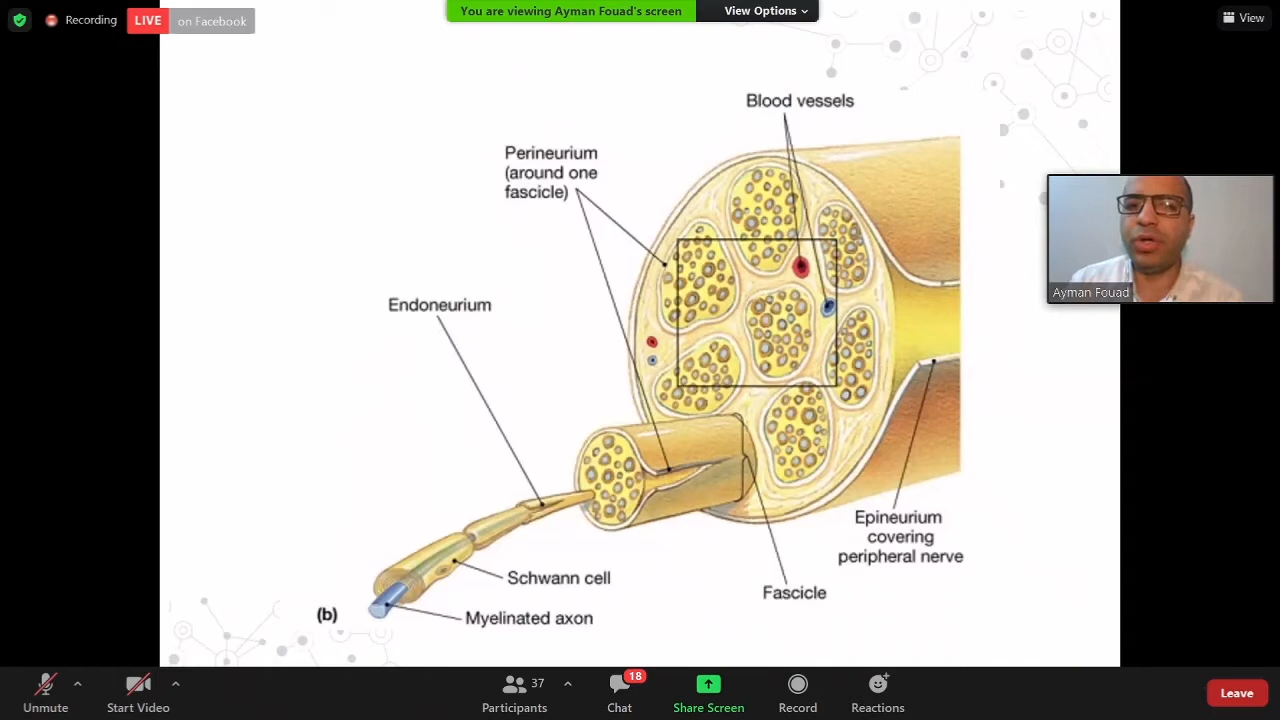 Recording
LIVE on Facebook
You are viewing Ayman Fouad's screen
View Options
View
Blood vessels
Perineurium
(around one
fascicle)
Endoneurium
Ayman Fouad
Epineurium
covering
peripheral nerve
Schwann cell
Fascicle
(b)
Myelinated axon
Unmute
Start Video
37
Participants
18
Chat
Share Screen
Record
Reactions
Leave